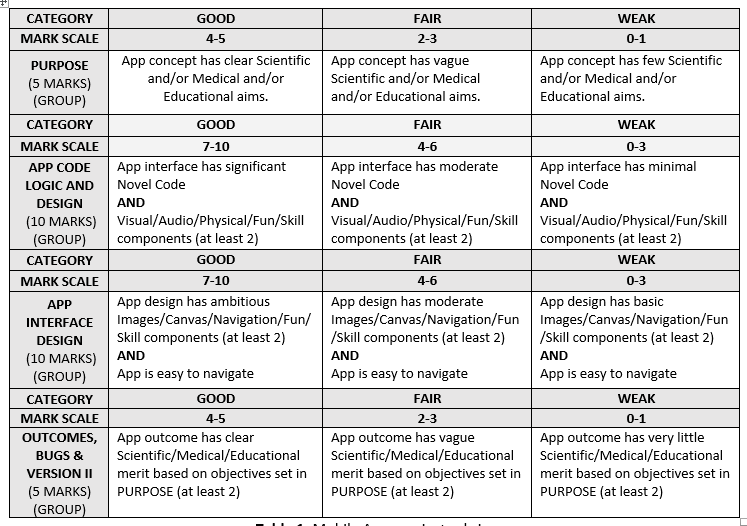 CATEGORY GOOD FAIR WEAK
MARK SCALE 4-5 2-3 0-1
PURPOSE
(5 MARKS)
(GROUP)
App concept has clear Scientific
and/or Medical and/or
Educational aims.
App concept has vague
Scientific and/or Medical
and/or Educational aims.
App concept has few Scientific
and/or Medical and/or
Educational aims.
CATEGORY GOOD FAIR WEAK
MARK SCALE 7-10 4-6 0-3
APP CODE
LOGIC AND
DESIGN
(10 MARKS)
(GROUP)
App interface has significant
Novel Code
AND
Visual/Audio/Physical/Fun/Skill
components (at least 2)
App interface has moderate
Novel Code
AND
Visual/Audio/Physical/Fun/Skill
components (at least 2)
App interface has minimal
Novel Code
AND
Visual/Audio/Physical/Fun/Skill
components (at least 2)
CATEGORY GOOD FAIR WEAK
MARK SCALE 7-10 4-6 0-3
APP
INTERFACE
DESIGN
(10 MARKS)
(GROUP)
App design has ambitious
Images/Canvas/Navigation/Fun/
Skill components (at least 2)
AND
App is easy to navigate
App design has moderate
Images/Canvas/Navigation/Fun
/Skill components (at least 2)
AND
App is easy to navigate
App design has basic
Images/Canvas/Navigation/Fun
/Skill components (at least 2)
AND
App is easy to navigate
CATEGORY GOOD FAIR WEAK
MARK SCALE 4-5 2-3 0-1
OUTCOMES,
BUGS &
VERSION II
(5 MARKS)
(GROUP)
App outcome has clear
Scientific/Medical/Educational
merit based on objectives set in
PURPOSE (at least 2)
App outcome has vague
Scientific/Medical/Educational
merit based on objectives set in
PURPOSE (at least 2)
App outcome has very little
Scientific/Medical/Educational
merit based on objectives set in
PURPOSE (at least 2)